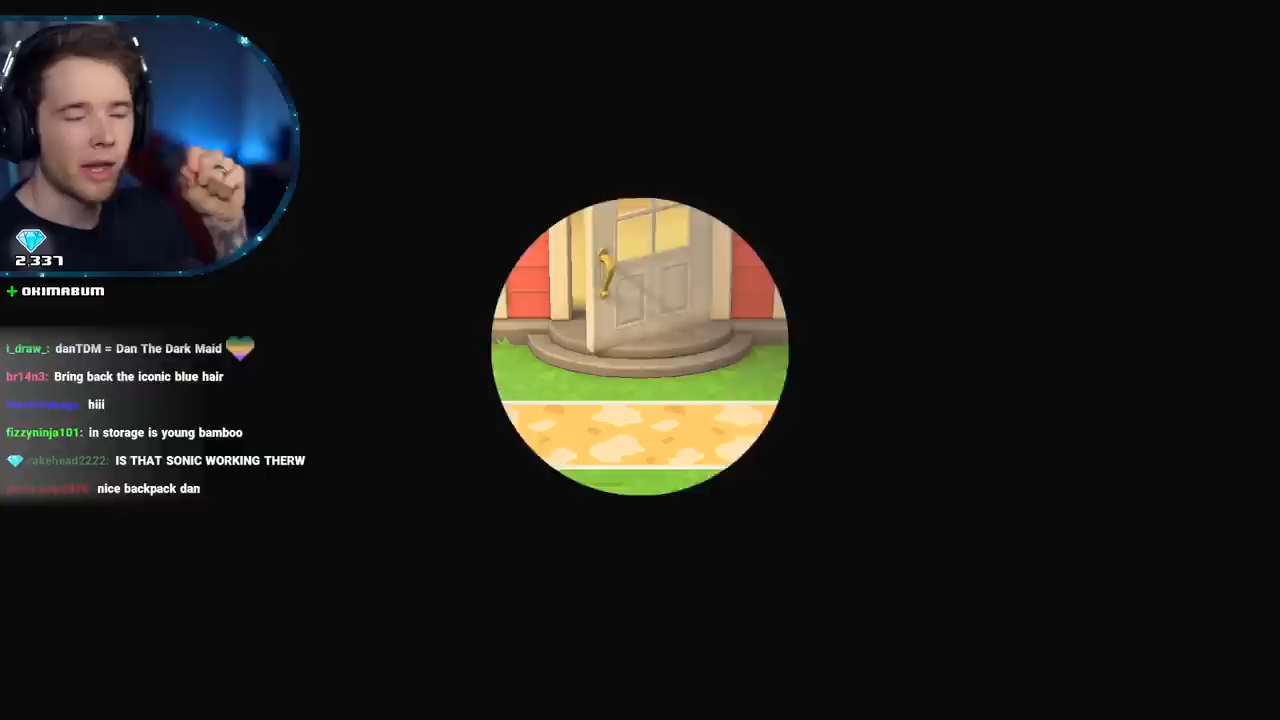 2,337
+ OKIMABUM
i_draw_: danTDM = Dan The Dark Maid
br14n3: Bring back the iconic blue hair
hiii
fizzyninja101: in storage is young bamboo
IS THAT SONIC WORKING THERW
nice backpack dan